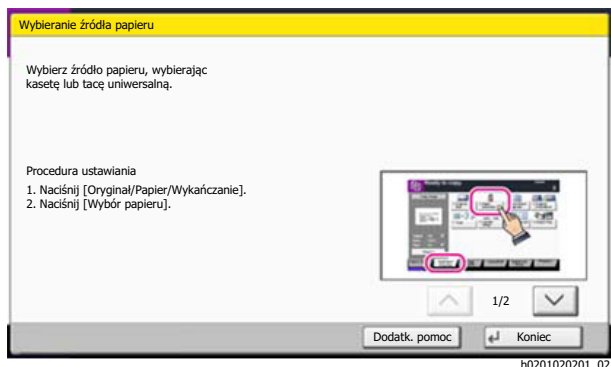 Wybieranie źródła papieru
Wybierz źródło papieru, wybierając
kasetę lub tacę uniwersalną.
Procedura ustawiania
1. Naciśnij [Oryginał/Papier/Wykańczanie].
2. Naciśnij [Wybór papieru].
1/2
Dodatk. pomoc
Koniec
b0201020201_02